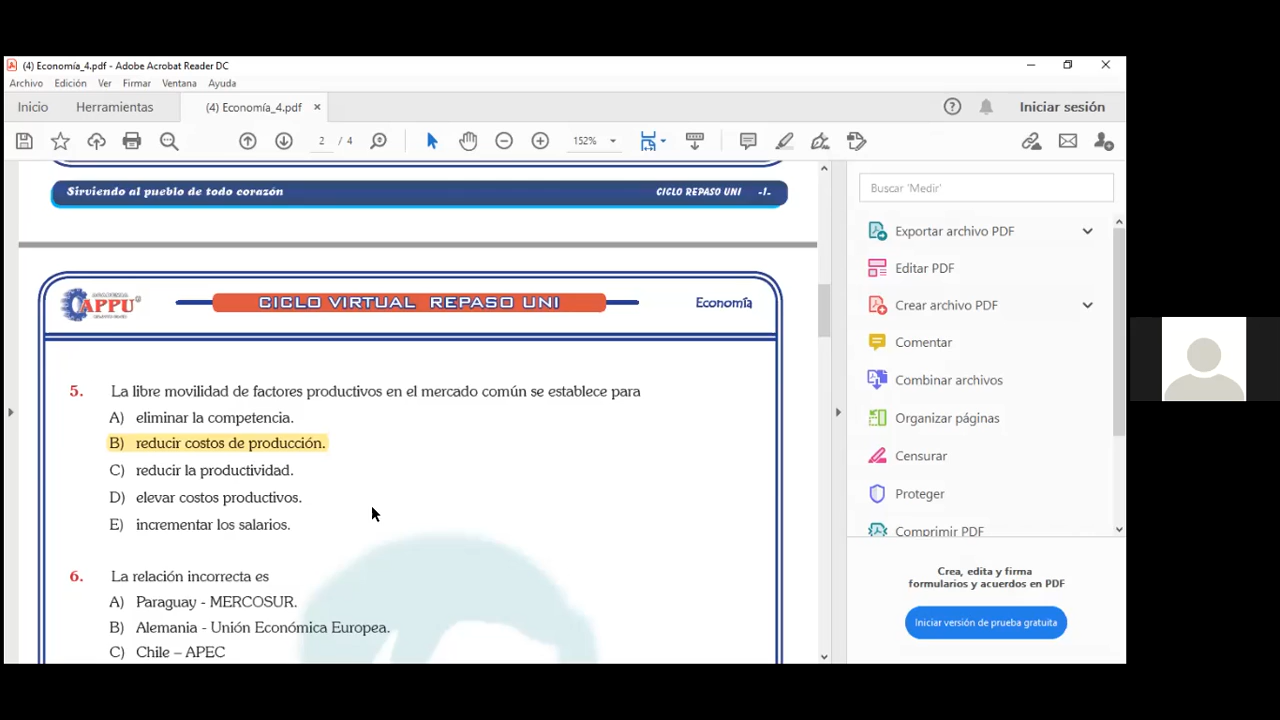 (4) Economía_4.pdf - Adobe Acrobat Reader DC
Archivo Edición Ver Firmar Ventana Ayuda
Inicio Herramientas (4) Economía_4.pdf × Iniciar sesión
2 / 4 152%
Sirviendo al pueblo de todo corazón CICLO REPASO UNI -1-
APPU CICLO VIRTUAL REPASO UNI Economía
5. La libre movilidad de factores productivos en el mercado común se establece para
A) eliminar la competencia.
B) reducir costos de producción.
C) reducir la productividad.
D) elevar costos productivos.
E) incrementar los salarios.
6. La relación incorrecta es
A) Paraguay - MERCOSUR.
B) Alemania - Unión Económica Europea.
C) Chile – APEC
Buscar 'Medir'
Exportar archivo PDF
Editar PDF
Crear archivo PDF
Comentar
Combinar archivos
Organizar páginas
Censurar
Proteger
Comprimir PDF
Crea, edita y firma
formularios y acuerdos en PDF
Iniciar versión de prueba gratuita